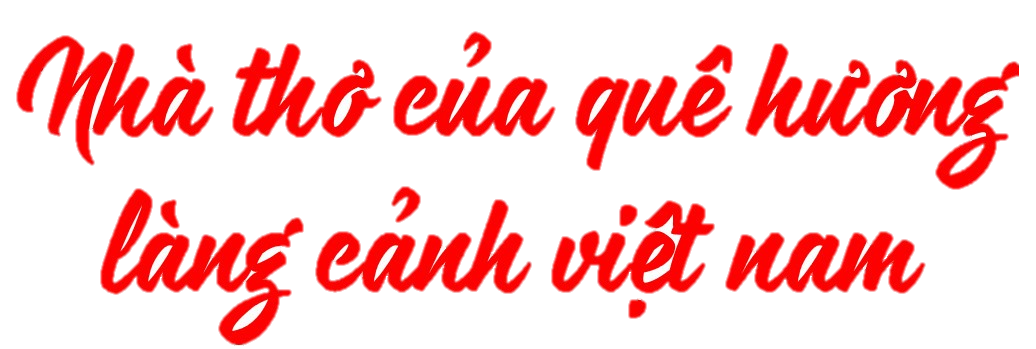 Nhà thơ của quê hương
làng cảnh việt nam